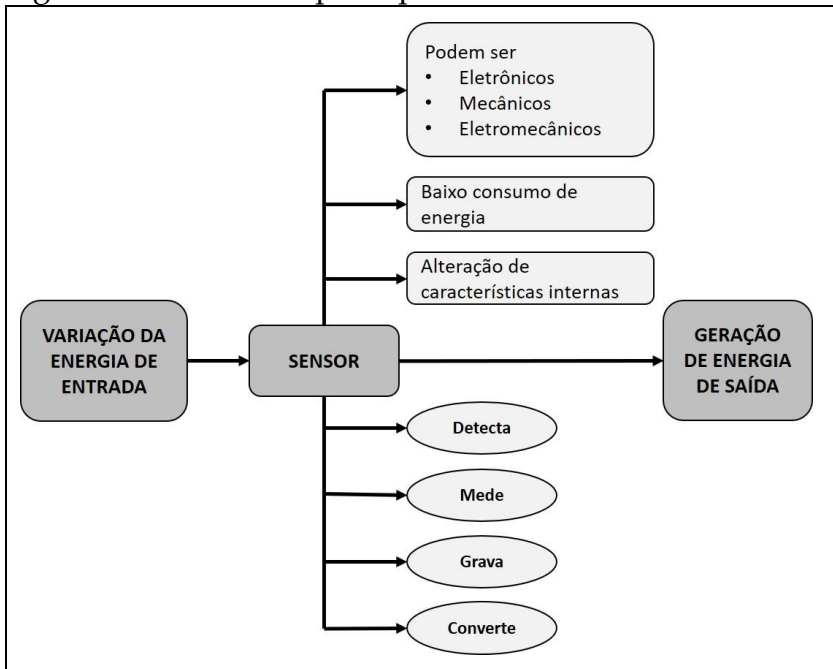 Podem ser
• Eletrônicos
• Mecânicos
• Eletromecânicos
Baixo consumo de
energia
Alteração de
características internas
VARIAÇÃO DA
ENERGIA DE
ENTRADA
SENSOR
GERAÇÃO
DE ENERGIA
DE SAÍDA
Detecta
Mede
Grava
Converte